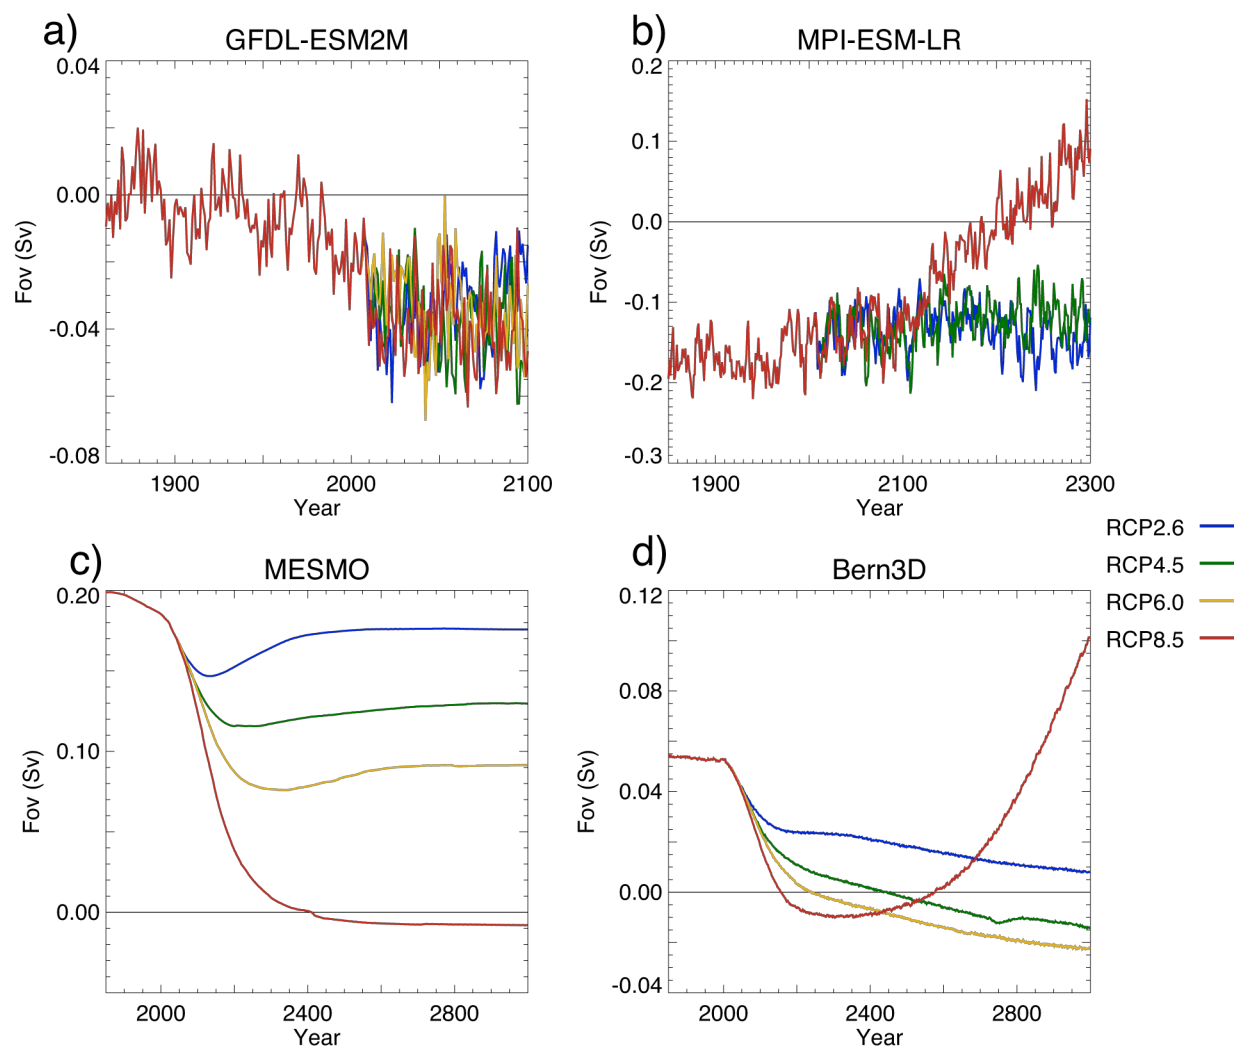 a)
GFDL-ESM2M
0.04
0.00
-0.04
-0.08
Fov (Sv)
1900
2000
2100
Year
b)
MPI-ESM-LR
0.2
0.1
0.0
-0.1
-0.2
-0.3
Fov (Sv)
1900
2100
2300
Year
RCP2.6
RCP4.5
RCP6.0
RCP8.5
c)
MESMO
0.20
0.10
0.00
Fov (Sv)
2000
2400
2800
Year
d)
Bern3D
0.12
0.08
0.04
0.00
-0.04
Fov (Sv)
2000
2400
2800
Year